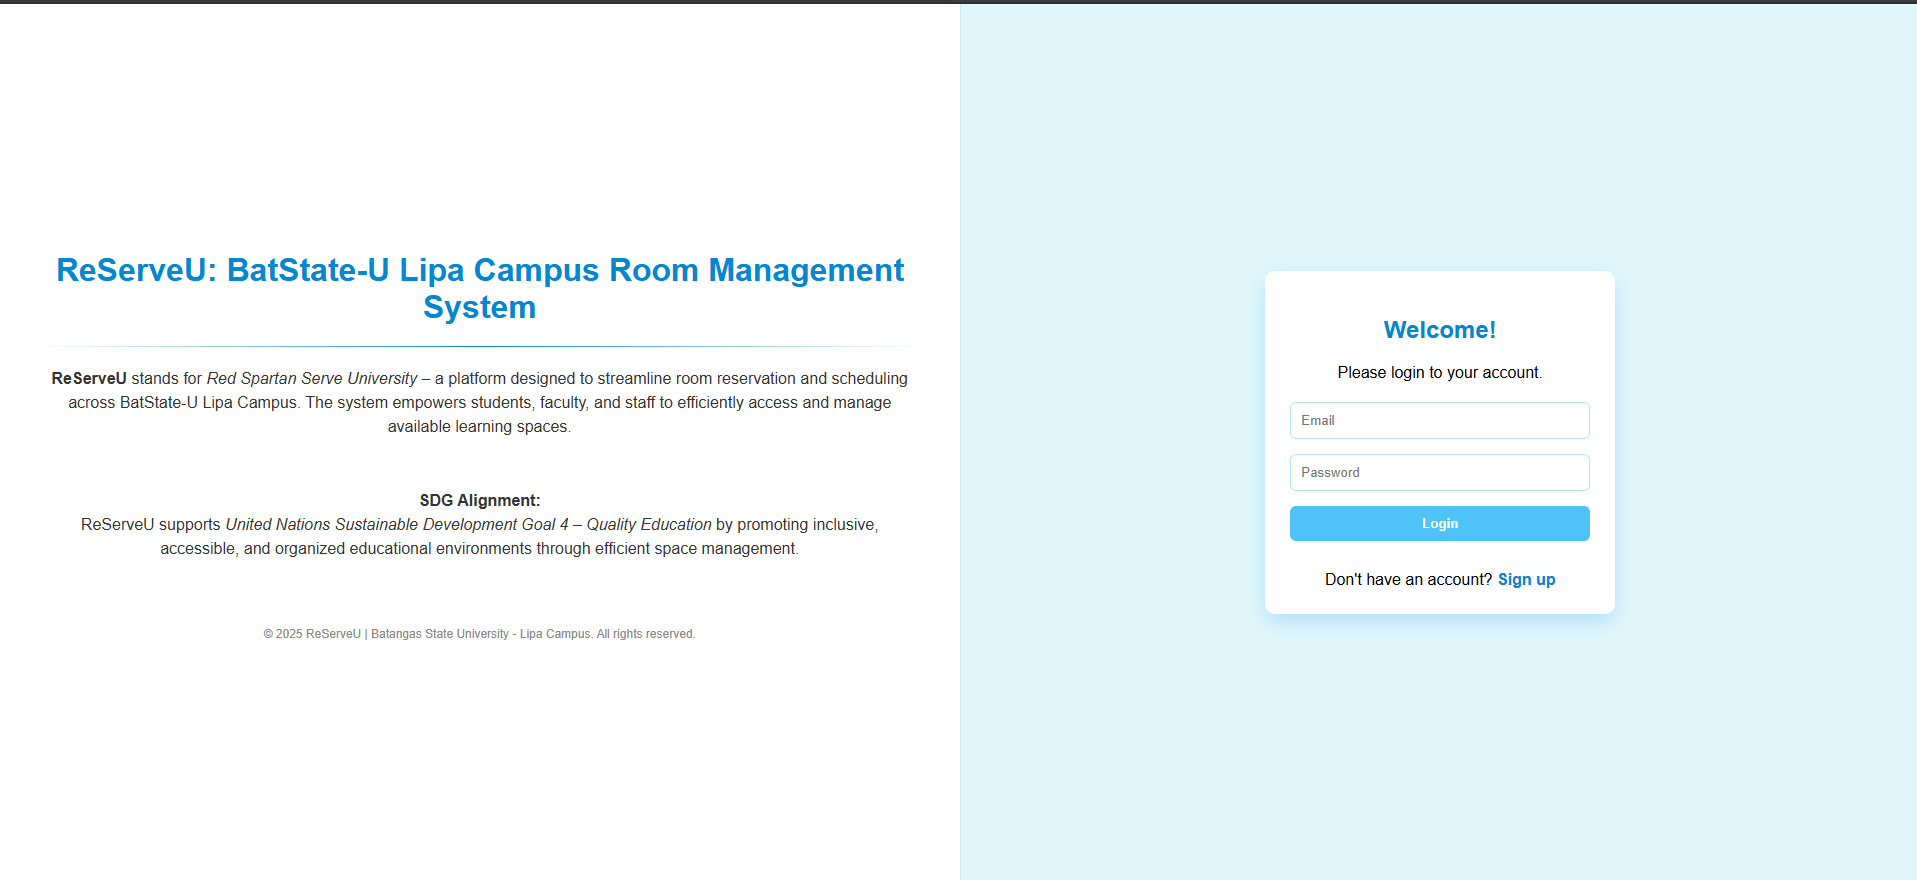 ReServeU: BatState-U Lipa Campus Room Management
System
ReServeU stands for Red Spartan Serve University – a platform designed to streamline room reservation and scheduling
across BatState-U Lipa Campus. The system empowers students, faculty, and staff to efficiently access and manage
available learning spaces.
SDG Alignment:
ReServeU supports United Nations Sustainable Development Goal 4 – Quality Education by promoting inclusive,
accessible, and organized educational environments through efficient space management.
© 2025 ReServeU | Batangas State University - Lipa Campus. All rights reserved.
Welcome!
Please login to your account.
Email
Password
Login
Don't have an account? Sign up